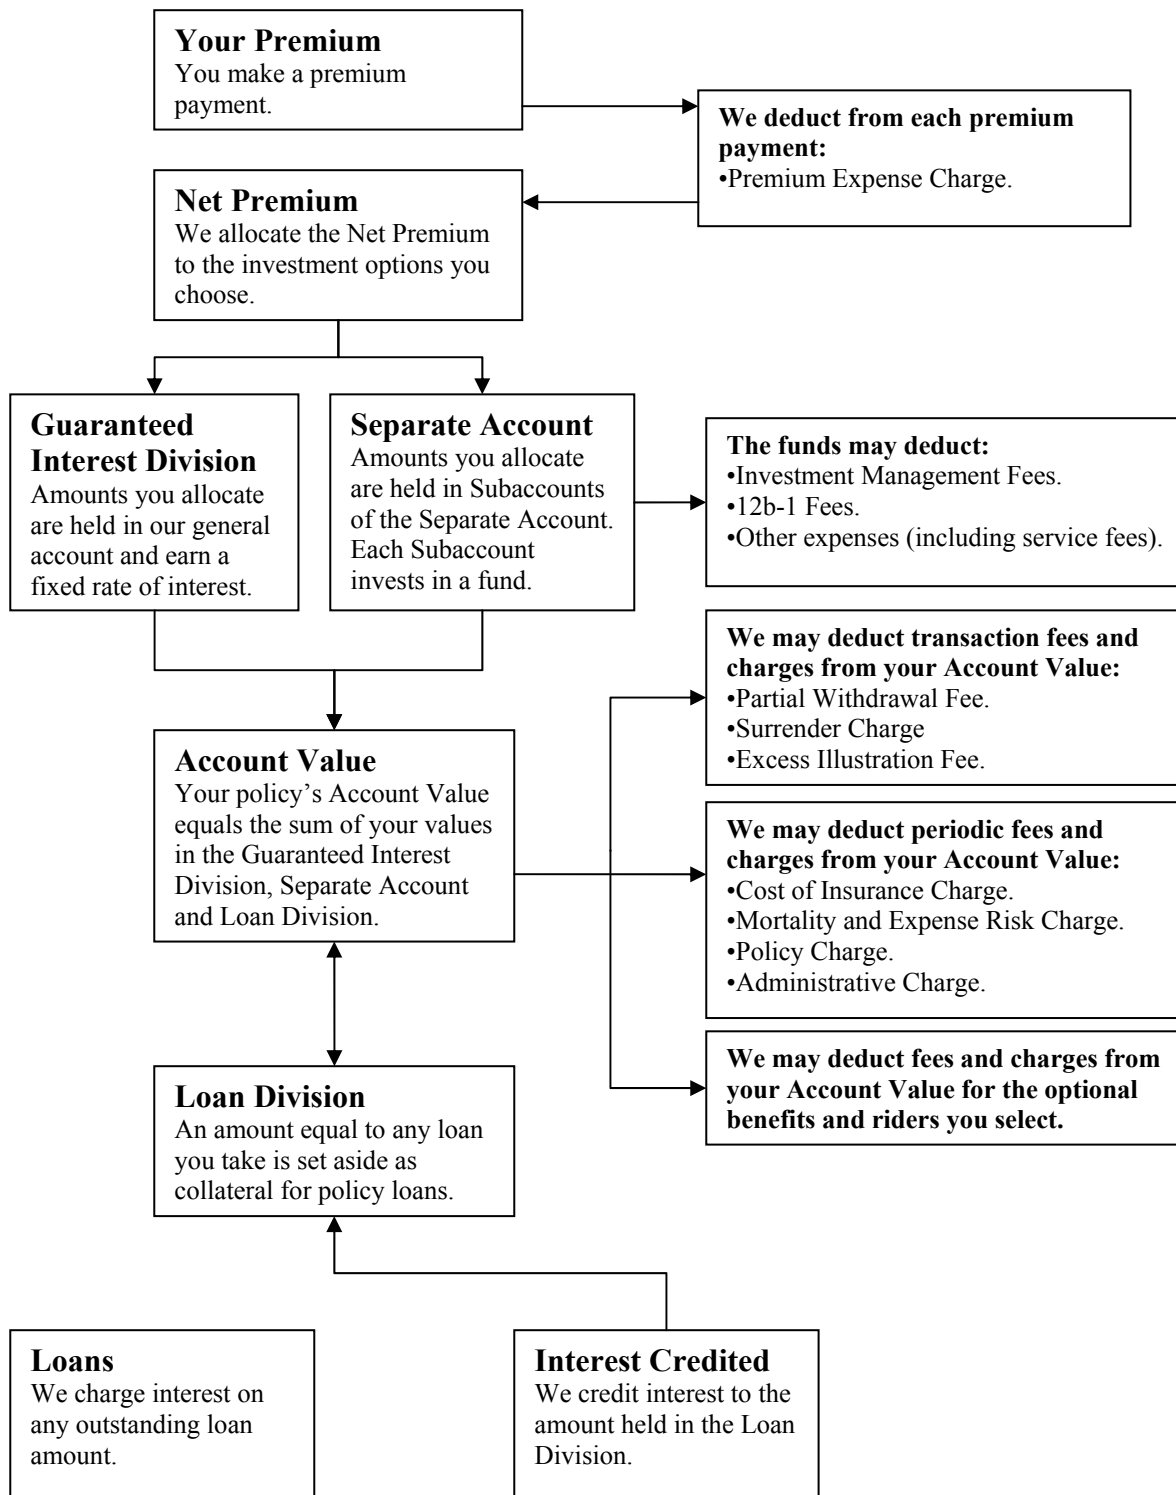 Your Premium
You make a premium
payment.
We deduct from each premium
payment:
•Premium Expense Charge.
Net Premium
We allocate the Net Premium
to the investment options you
choose.
Guaranteed
Interest Division
Amounts you allocate
are held in our general
account and earn a
fixed rate of interest.
Separate Account
Amounts you allocate
are held in Subaccounts
of the Separate Account.
Each Subaccount
invests in a fund.
The funds may deduct:
•Investment Management Fees.
•12b-1 Fees.
•Other expenses (including service fees).
We may deduct transaction fees and
charges from your Account Value:
•Partial Withdrawal Fee.
•Surrender Charge
•Excess Illustration Fee.
Account Value
Your policy’s Account Value
equals the sum of your values
in the Guaranteed Interest
Division, Separate Account
and Loan Division.
We may deduct periodic fees and
charges from your Account Value:
•Cost of Insurance Charge.
•Mortality and Expense Risk Charge.
•Policy Charge.
•Administrative Charge.
We may deduct fees and charges from
your Account Value for the optional
benefits and riders you select.
Loan Division
An amount equal to any loan
you take is set aside as
collateral for policy loans.
Loans
We charge interest on
any outstanding loan
amount.
Interest Credited
We credit interest to the
amount held in the Loan
Division.